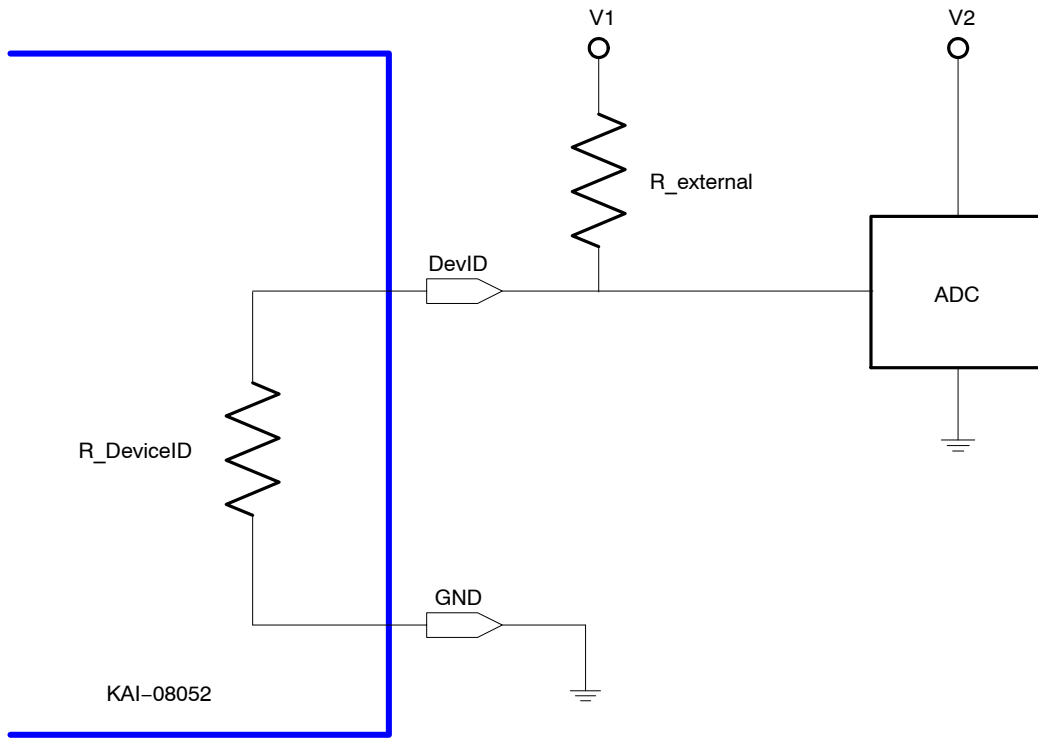 V1
V2
R_external
DevID
ADC
R_DeviceID
GND
KAI−08052